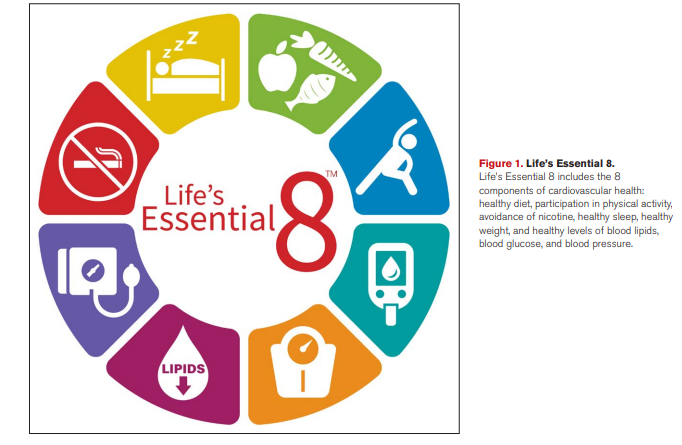 z z Z
Life's
Essential 8™
LIPIDS
Figure 1. Life's Essential 8.
Life's Essential 8 includes the 8
components of cardiovascular health:
healthy diet, participation in physical activity,
avoidance of nicotine, healthy sleep, healthy
weight, and healthy levels of blood lipids,
blood glucose, and blood pressure.